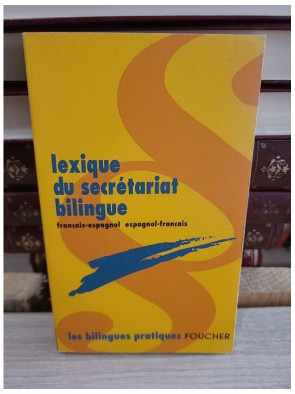 lexique
du secrétariat
bilingue
français-espagnol espagnol-français
les bilingues pratiques FOUCHER